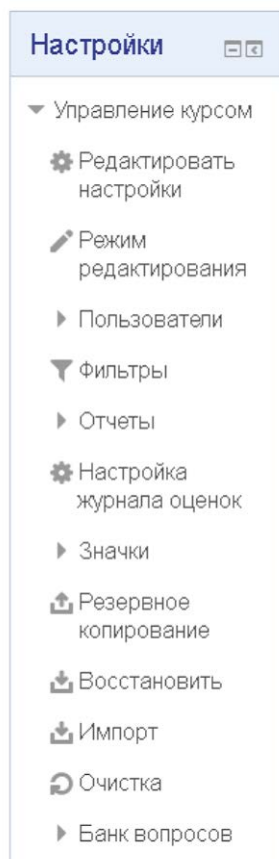 Настройки
Управление курсом
Редактировать
настройки
Режим
редактирования
Пользователи
Фильтры
Отчеты
Настройка
журнала оценок
Значки
Резервное
копирование
Восстановить
Импорт
Очистка
Банк вопросов